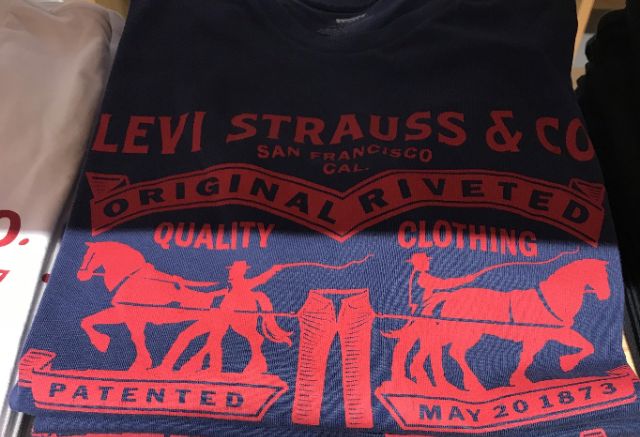 LEVI STRAUSS & CO
SAN FRANCISCO
CAL.
ORIGINAL RIVETED
QUALITY CLOTHING
PATENTED MAY 20 1873
O.